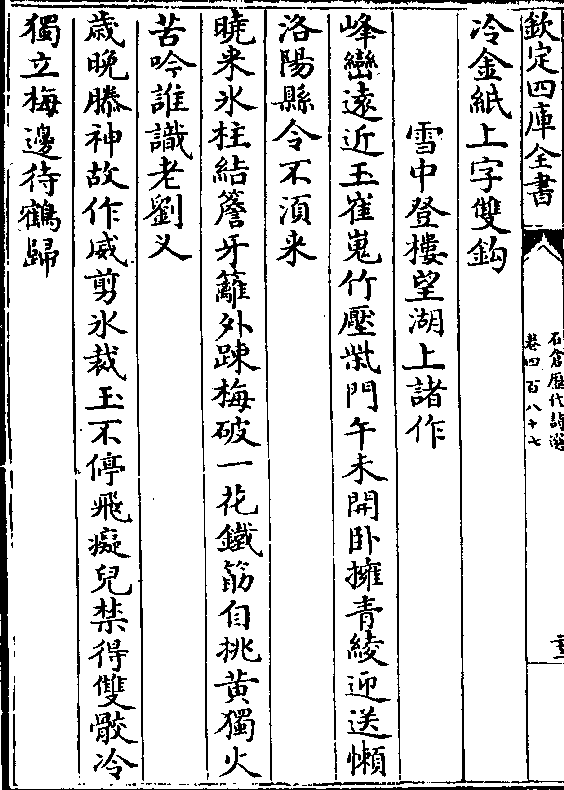 欽定四庫全書
石倉歷代詩選
卷四百八十七
冷金紙上字雙鈎
雪中登樓望湖上諸作
峰巒遠近玉崔嵬竹壓柴門午未開卧擁青綾迎送懶
洛陽縣令不湏来
曉来氷柱結簷牙籬外踈梅破一花鐵筯自挑黄獨火
苦吟誰識老劉乂
歳晚滕神故作威剪氷裁玉不停飛癡兒禁得雙骹冷
獨立梅邊待鶴歸